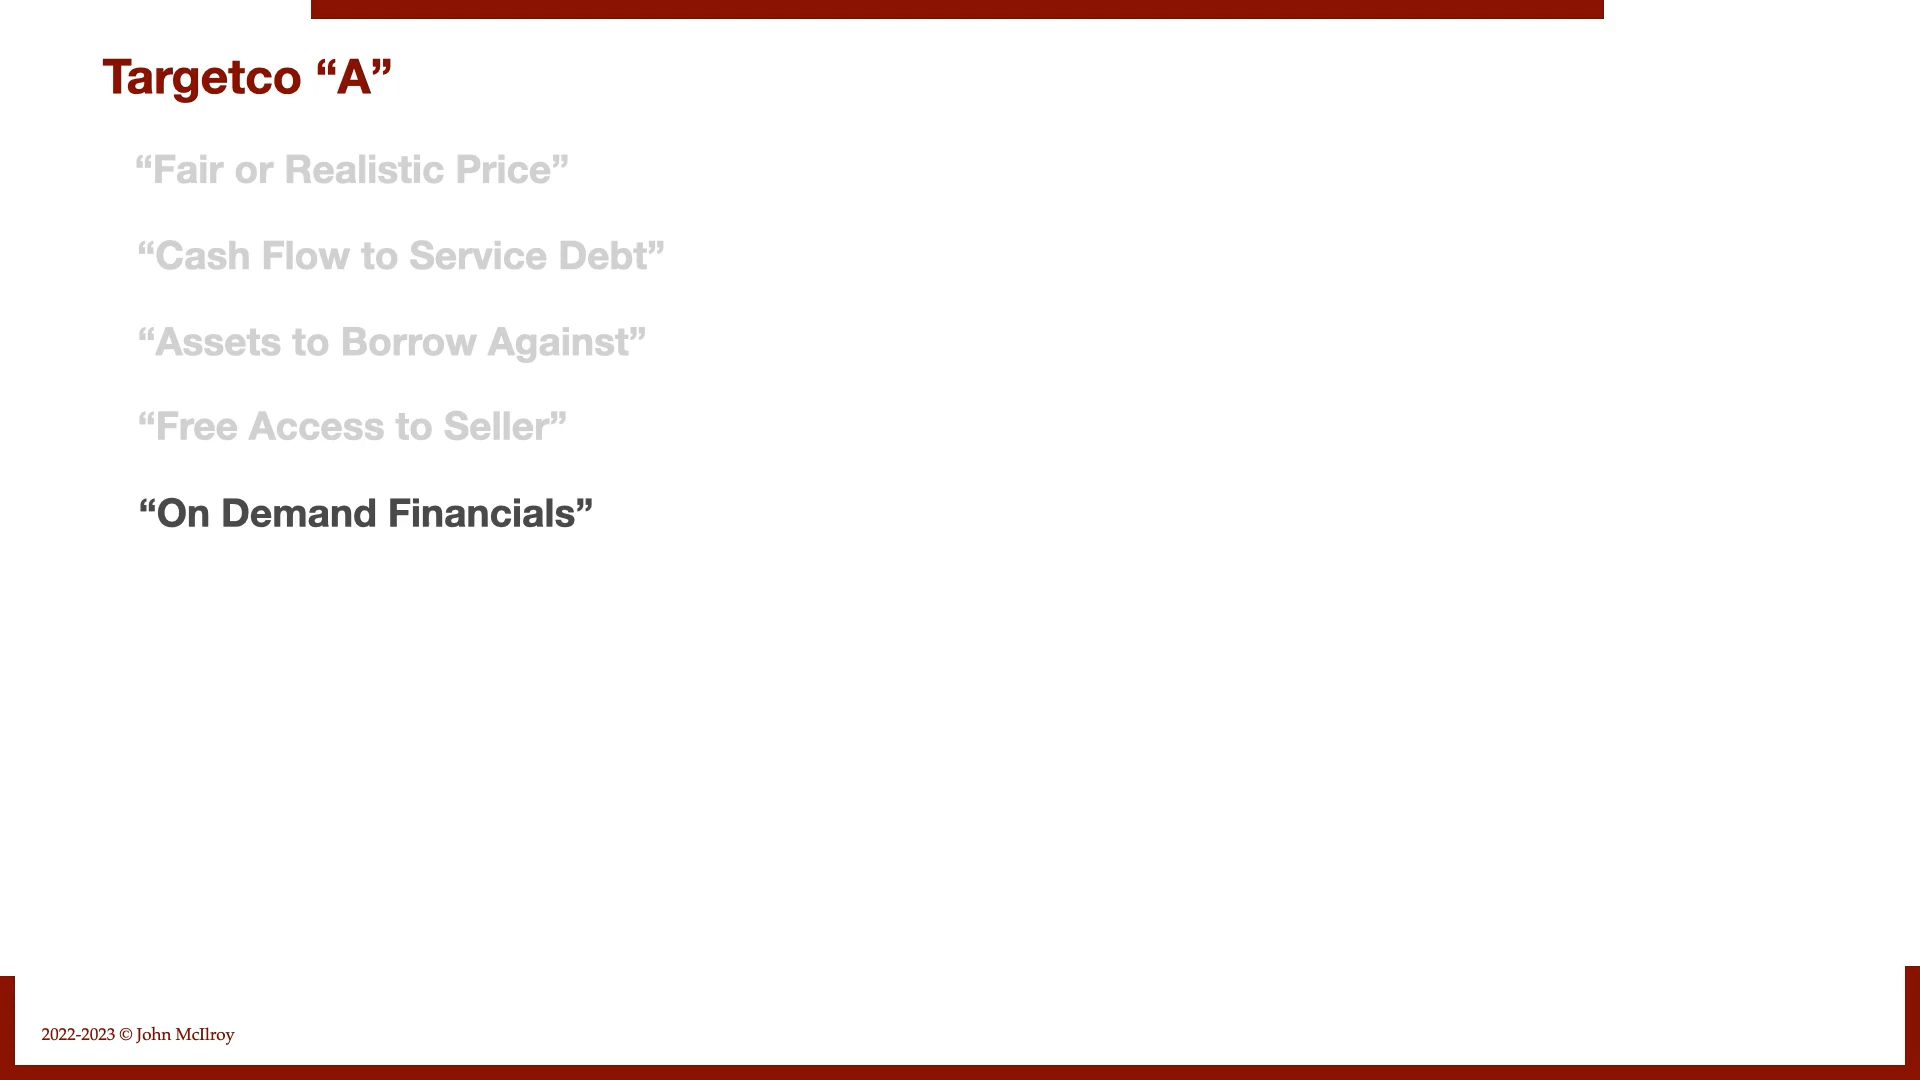 Targetco “A”
“Fair or Realistic Price”
“Cash Flow to Service Debt”
“Assets to Borrow Against”
“Free Access to Seller”
“On Demand Financials”
2022-2023 © John McIlroy